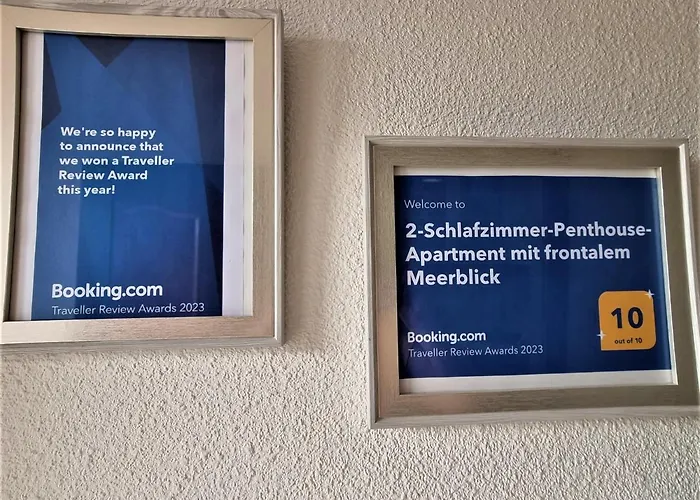 We're so happy
to announce that
we won a Traveller
Review Award
this year!
Booking.com
Traveller Review Awards 2023
Welcome to
2-Schlafzimmer-Penthouse-
Apartment mit frontalem
Meerblick
10
out of 10
Booking.com
Traveller Review Awards 2023